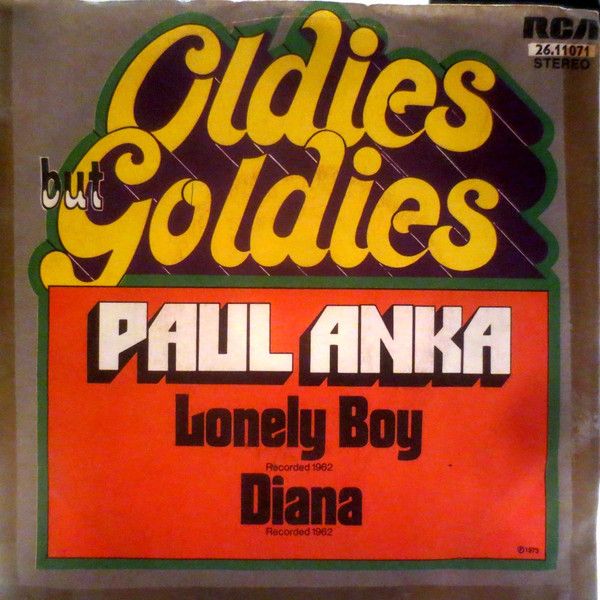 RCA
26.11071
STEREO
Oldies
but
Goldies
PAUL ANKA
Lonely Boy
Recorded 1962
Diana
Recorded 1962
℗1973